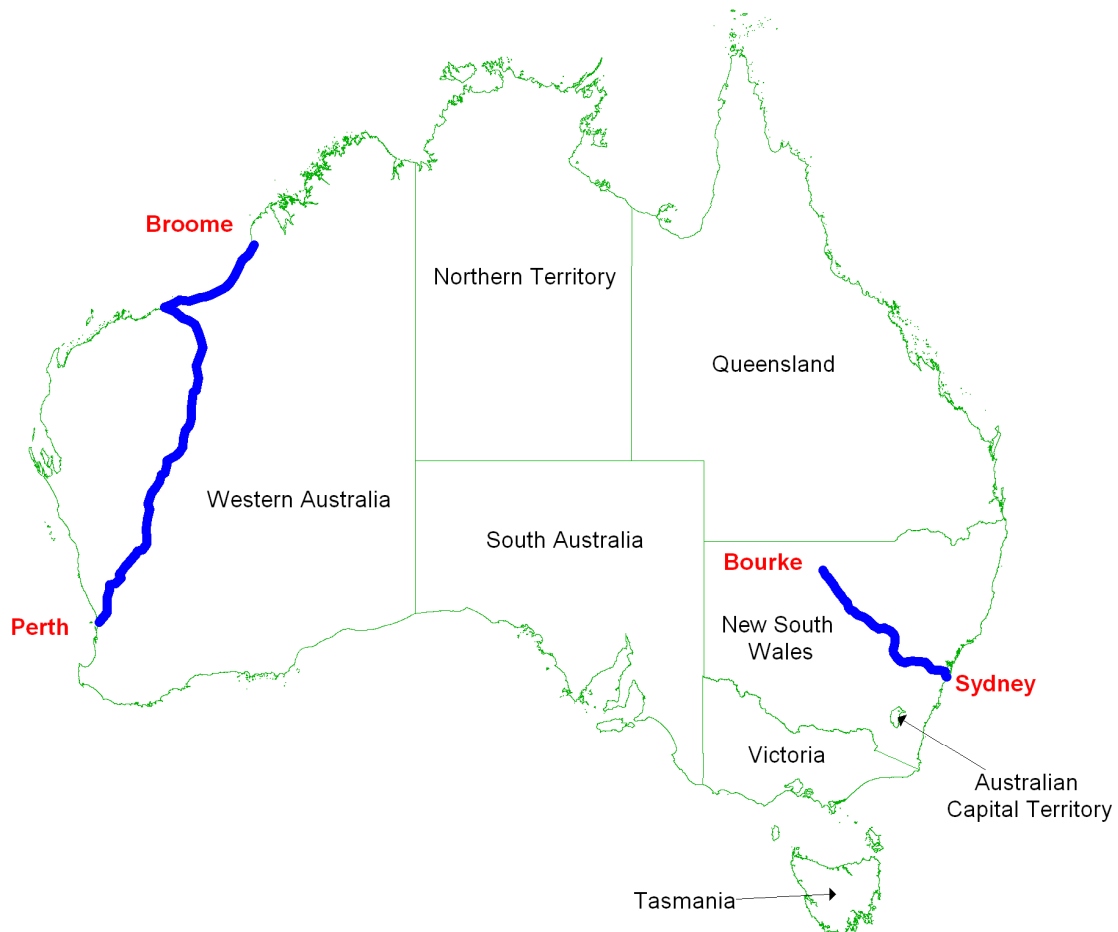 Broome
Northern Territory
Queensland
Western Australia
South Australia
Bourke
New South
Wales
Perth
Sydney
Victoria
Australian
Capital Territory
Tasmania